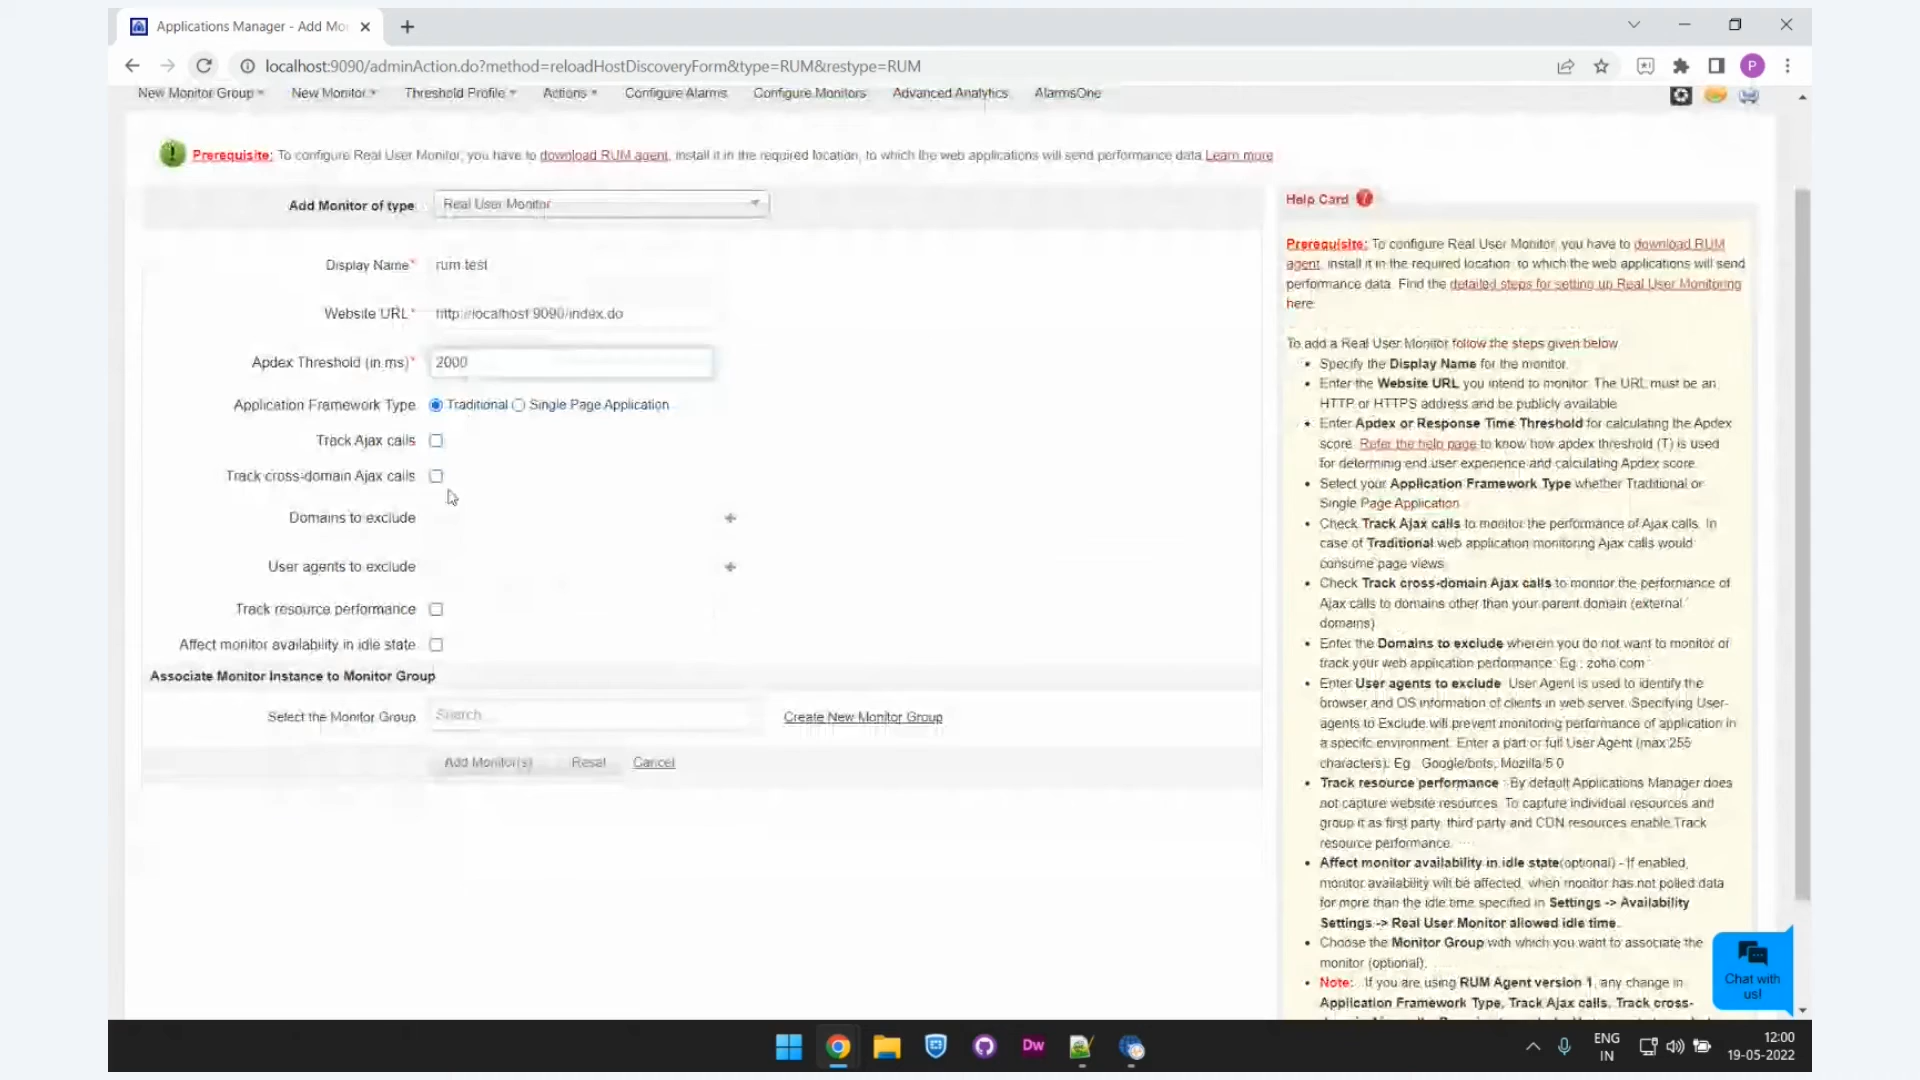 Applications Manager - Add Mo
localhost:9090/adminAction.do?method=reloadHostDiscoveryForm&type=RUM&restype=RUM
P
New Monitor Group New Monitor Threshold Profile Actions Configure Alarms Configure Monitors Advanced Analytics AlarmsOne
Prerequisite: To configure Real User Monitor, you have to download RUM agent, install it in the required location, to which the web applications will send performance data. Learn more
Add Monitor of type Real User Monitor
Display Name* rum test
Website URL* http://localhost:9090/index.do
Apdex Threshold (in ms)* 2000
Application Framework Type Traditional Single Page Application
Track Ajax calls
Track cross-domain Ajax calls
Domains to exclude +
User agents to exclude +
Track resource performance
Affect monitor availability in idle state
Associate Monitor Instance to Monitor Group
Select the Monitor Group Search... Create New Monitor Group
Add Monitor(s) Reset Cancel
Help Card ?
Prerequisite: To configure Real User Monitor, you have to download RUM
agent, install it in the required location, to which the web applications will send
performance data. Find the detailed steps for setting up Real User Monitoring
here.
To add a Real User Monitor follow the steps given below
• Specify the Display Name for the monitor.
• Enter the Website URL you intend to monitor. The URL must be an
HTTP or HTTPS address and be publicly available
• Enter Apdex or Response Time Threshold for calculating the Apdex
score. Refer the help page to know how apdex threshold (T) is used
for determining end user experience and calculating Apdex score.
• Select your Application Framework Type whether Traditional or
Single Page Application
• Check Track Ajax calls to monitor the performance of Ajax calls. In
case of Traditional web application monitoring Ajax calls would
consume page views
• Check Track cross-domain Ajax calls to monitor the performance of
Ajax calls to domains other than your parent domain (external
domains)
• Enter the Domains to exclude wherein you do not want to monitor or
track your web application performance. Eg : zoho.com
• Enter User agents to exclude User Agent is used to identify the
browser and OS information of clients in web server. Specifying User-
agents to Exclude will prevent monitoring performance of application in
a specifc environment. Enter a part or full User Agent (max 255
characters). Eg : Google/bots, Mozilla/5.0
• Track resource performance - By default Applications Manager does
not capture website resources. To capture individual resources and
group it as first party, third party and CDN resources enable Track
resource performance.
• Affect monitor availability in idle state(optional) - If enabled,
monitor availability will be affected, when monitor has not polled data
for more than the idle time specified in Settings -> Availability
Settings -> Real User Monitor allowed idle time.
• Choose the Monitor Group with which you want to associate the
monitor (optional).
• Note: If you are using RUM Agent version 1, any change in
Application Framework Type, Track Ajax calls, Track cross-
Chat with
us!
Dw
ENG
IN
12:00
19-05-2022